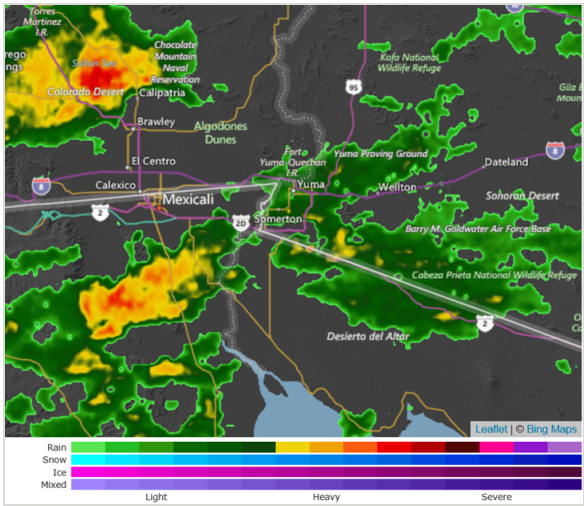 Torres
Martinez
I.R.
rego
ngs
Salton Sea
Chocolate
Mountain
Naval
Reservation
Colorado Desert
Calipatria
Kofa National
Wildlife Refuge
Gila B
Moun
95
Brawley
Algodones
Dunes
El Centro
Fort
Yuma-Quechan
I.R.
Yuma Proving Ground
Dateland
8
8
Calexico
Mexicali
Yuma
Wellton
Sonoran Desert
2
2D
Somerton
Barry M. Goldwater Air Force Base
Cabeza Prieta National Wildlife Refuge
2
Desierto del Altar
O
Ca
Leaflet | © Bing Maps
Rain
Snow
Ice
Mixed
Light Heavy Severe